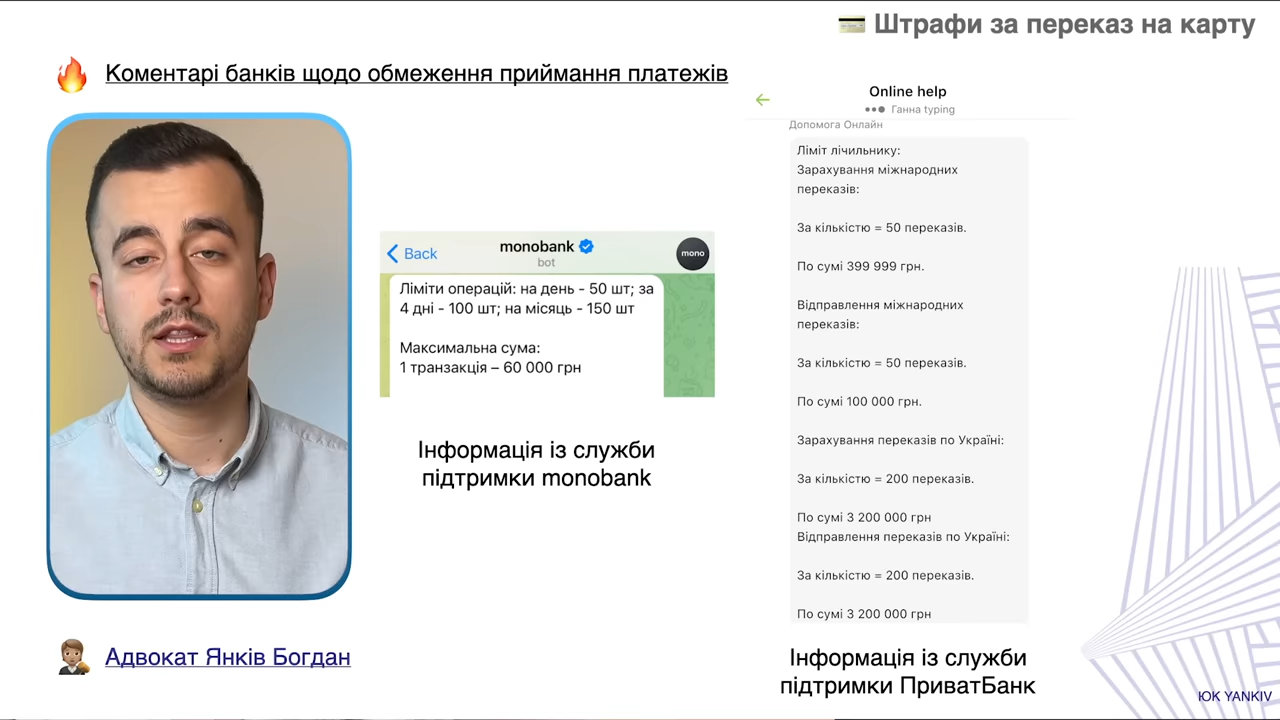 Штрафи за переказ на карту
Коментарі банків щодо обмеження приймання платежів
Back
monobank
bot
mono
Ліміти операцій: на день - 50 шт; за
4 дні - 100 шт; на місяць - 150 шт
Максимальна сума:
1 транзакція – 60 000 грн
Інформація із служби
підтримки monobank
Online help
Ганна typing
Допомога Онлайн
Ліміт лічильнику:
Зарахування міжнародних
переказів:
За кількістю = 50 переказів.
По сумі 399 999 грн.
Відправлення міжнародних
переказів:
За кількістю = 50 переказів.
По сумі 100 000 грн.
Зарахування переказів по Україні:
За кількістю = 200 переказів.
По сумі 3 200 000 грн
Відправлення переказів по Україні:
За кількістю = 200 переказів.
По сумі 3 200 000 грн
Інформація із служби
підтримки ПриватБанк
Адвокат Янків Богдан
ЮК YANKIV